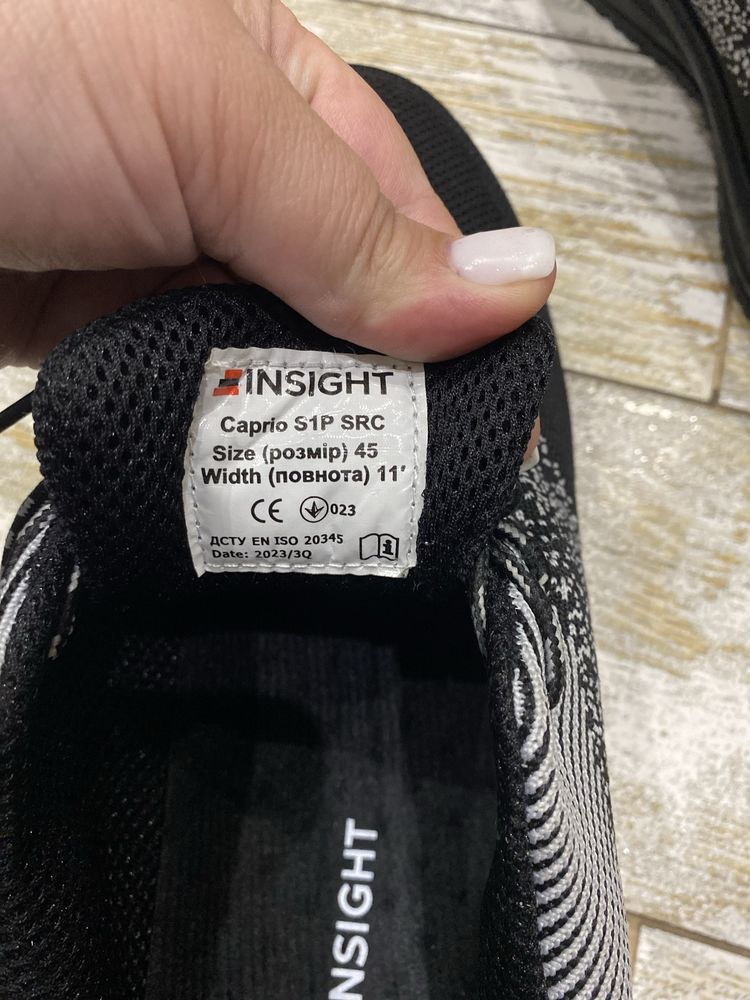 INSIGHT
Caprio S1P SRC
Size (розмір) 45
Width (повнота) 11′
CE 023
ДСТУ EN ISO 20345
Date: 2023/3Q
INSIGHT